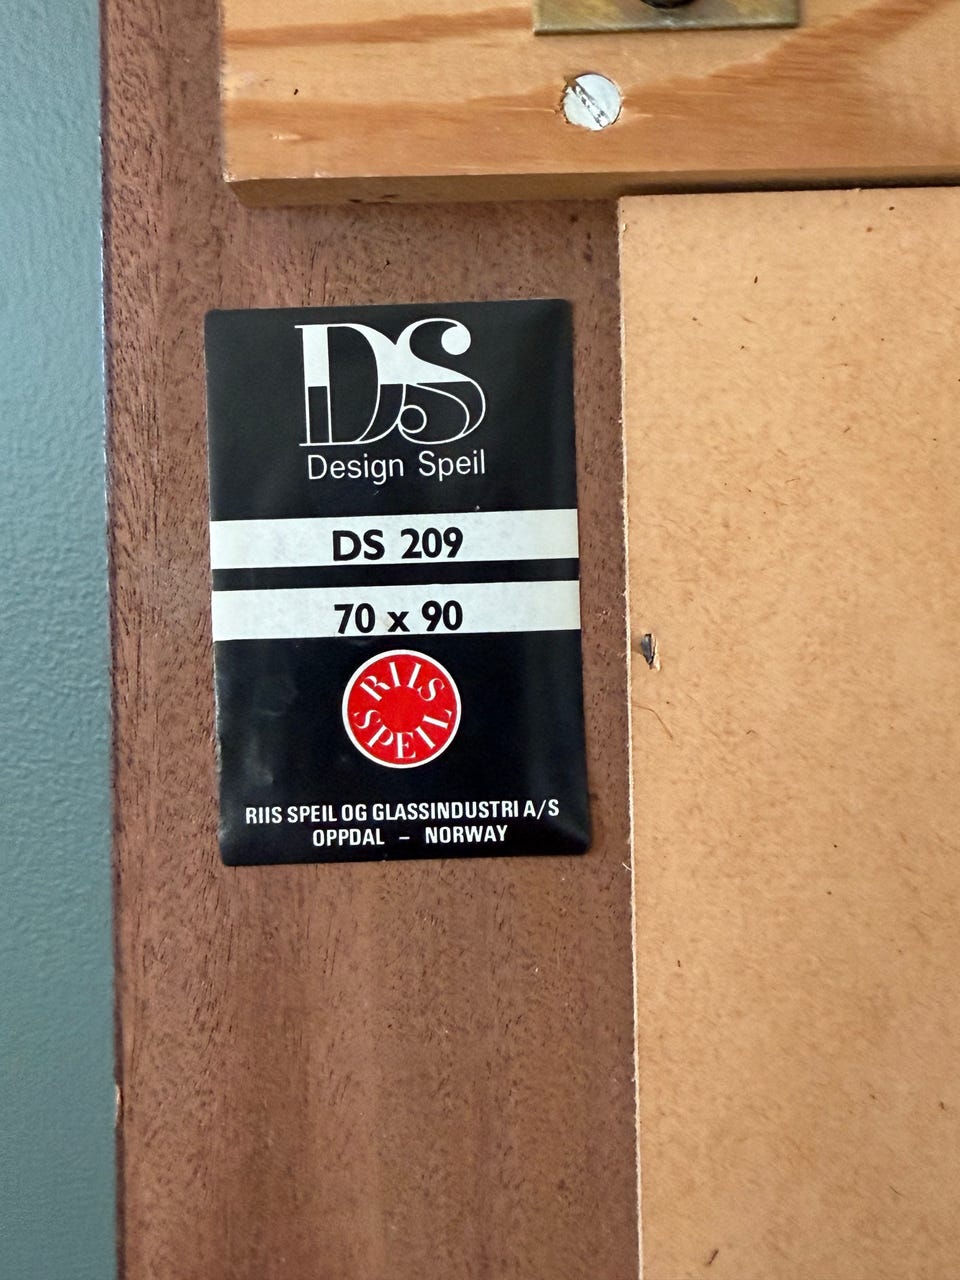 DS
Design Speil
DS 209
70 x 90
RIIS
SPEIL
RIIS SPEIL OG GLASSINDUSTRI A/S
OPPDAL – NORWAY